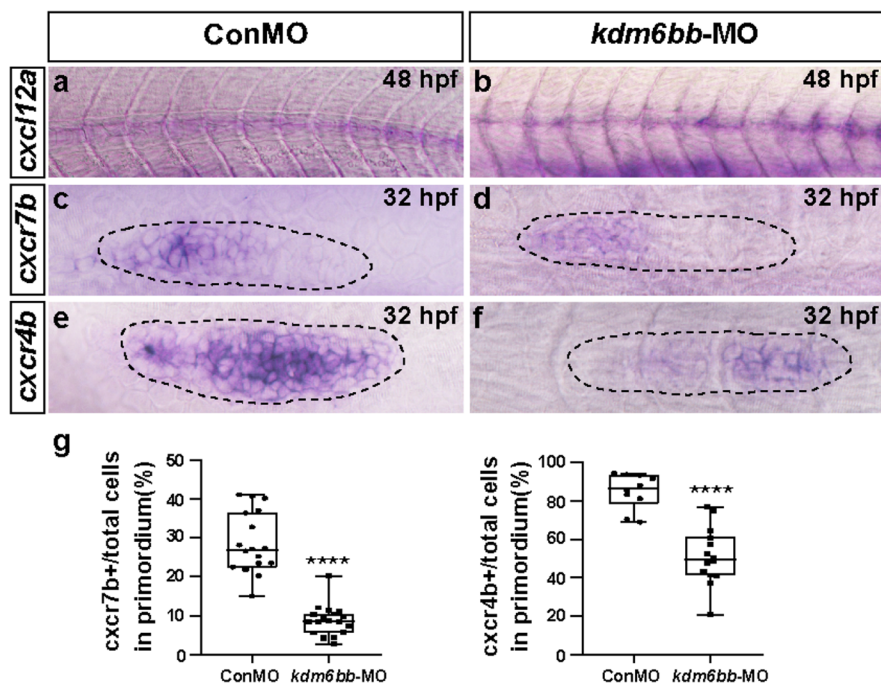 ConMO
kdm6bb-MO
cxcl12a
a
48 hpf
b
48 hpf
cxcr7b
c
32 hpf
d
32 hpf
cxcr4b
e
32 hpf
f
32 hpf
g
cxcr7b+/total cells
in primordium(%)
50
40
30
20
10
0
****
ConMO
kdm6bb-MO
cxcr4b+/total cells
in primordium(%)
100
80
60
40
20
0
****
ConMO
kdm6bb-MO